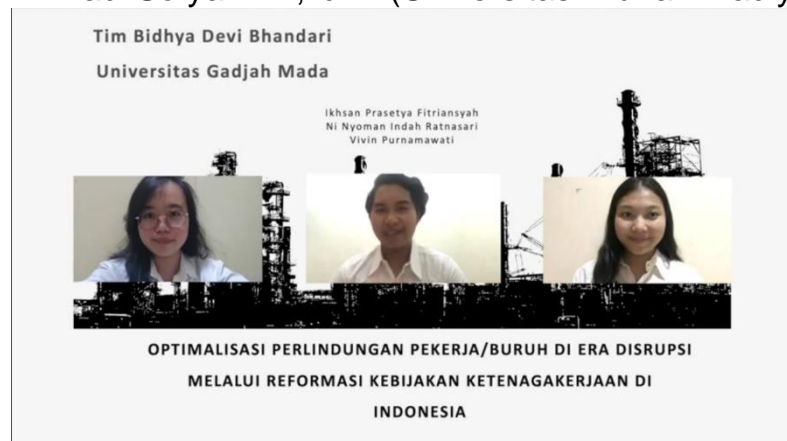 Tim Bidhya Devi Bhandari
Universitas Gadjah Mada
Ikhsan Prasetya Fitriansyah
Ni Nyoman Indah Ratnasari
Vivin Purnamawati
OPTIMALISASI PERLINDUNGAN PEKERJA/BURUH DI ERA DISRUPSI
MELALUI REFORMASI KEBIJAKAN KETENAGAKERJAAN DI
INDONESIA